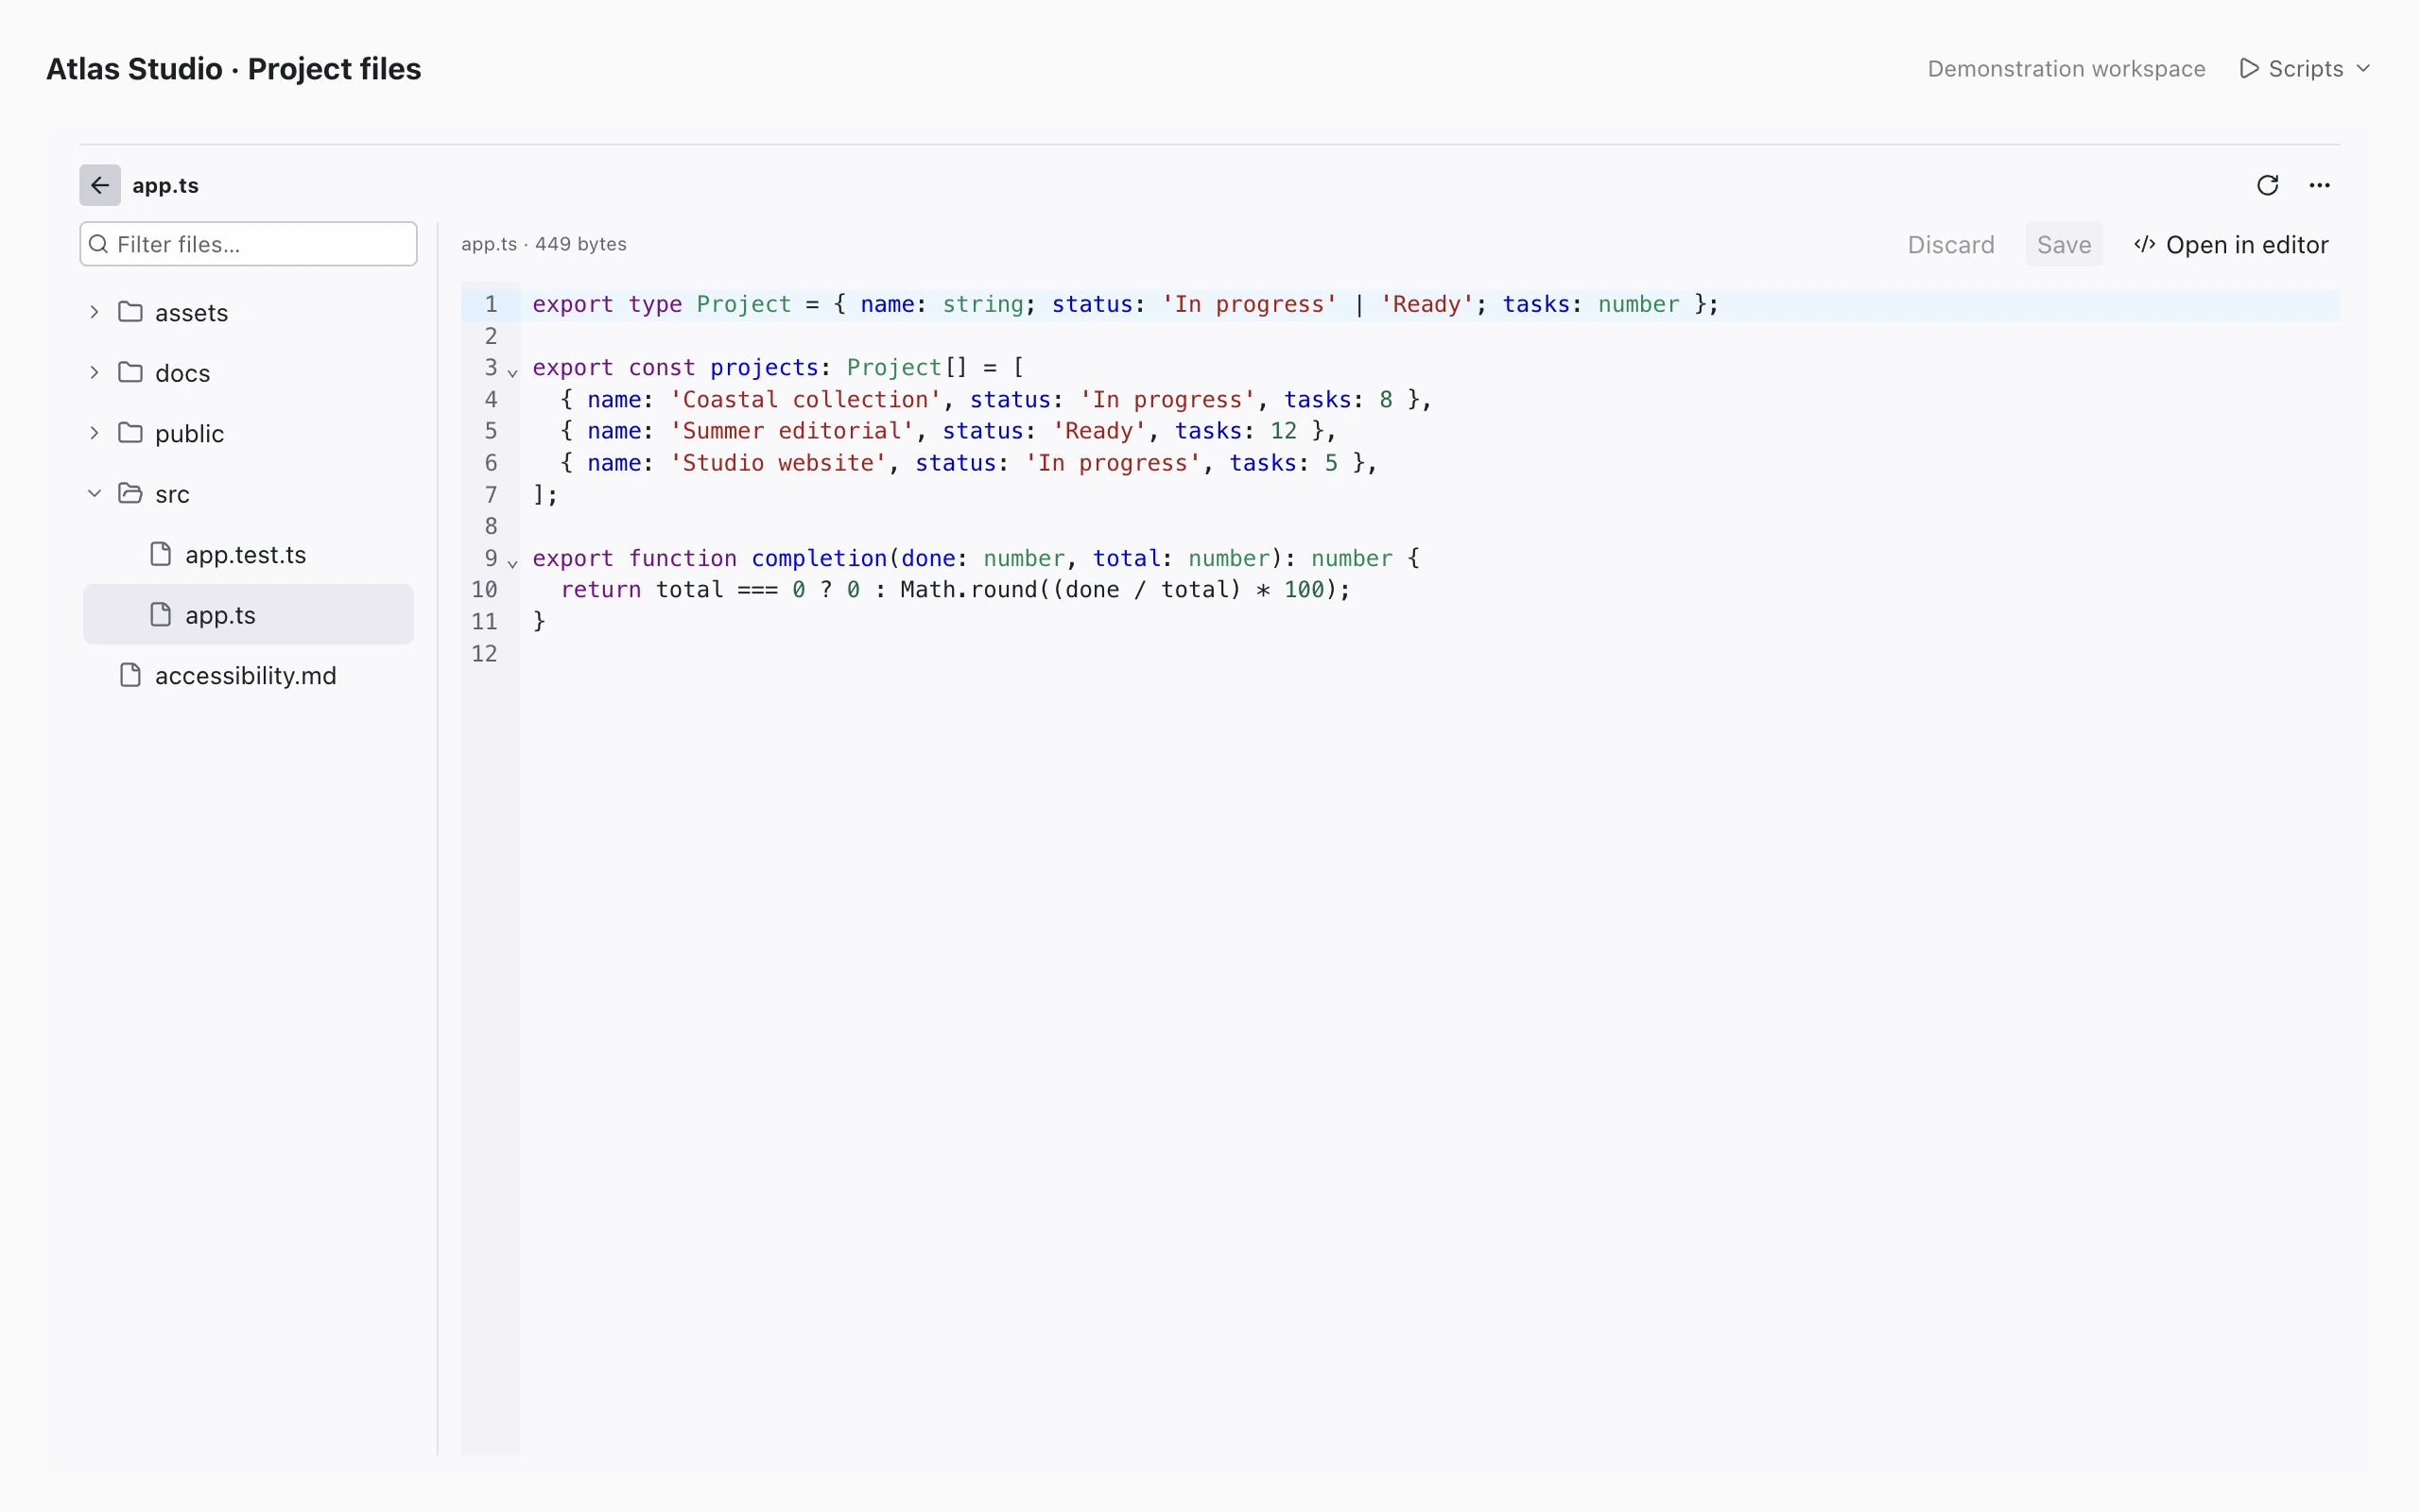 Atlas Studio · Project files
Demonstration workspace
Scripts
app.ts
Filter files...
assets
docs
public
src
app.test.ts
app.ts
accessibility.md
app.ts · 449 bytes
Discard
Save
Open in editor
1 export type Project = { name: string; status: 'In progress' | 'Ready'; tasks: number };
2
3 export const projects: Project[] = [
4   { name: 'Coastal collection', status: 'In progress', tasks: 8 },
5   { name: 'Summer editorial', status: 'Ready', tasks: 12 },
6   { name: 'Studio website', status: 'In progress', tasks: 5 },
7 ];
8
9 export function completion(done: number, total: number): number {
10   return total === 0 ? 0 : Math.round((done / total) * 100);
11 }
12